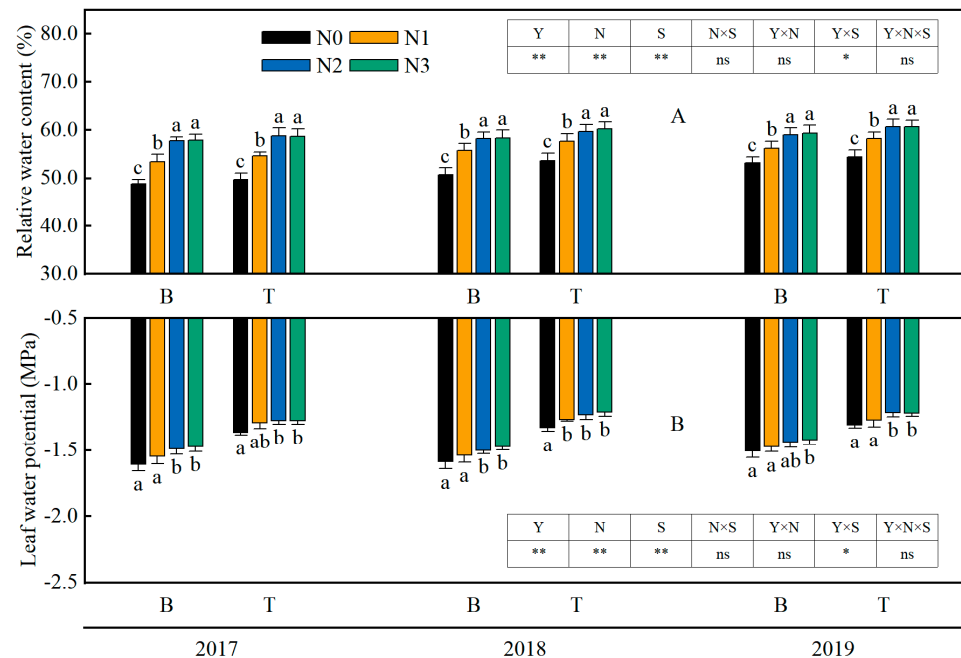 Relative water content (%)
80.0
70.0
60.0
50.0
40.0
30.0
N0 N1
N2 N3
Y N S N×S Y×N Y×S Y×N×S
** ** ** ns ns * ns
A
c b a a c b a a c b a a c b a a c b a a c b a a
B T B T B T
Leaf water potential (MPa)
-0.5
-1.0
-1.5
-2.0
-2.5
B
a a b b a ab b b a a b b a b b b a a ab b a a b b
Y N S N×S Y×N Y×S Y×N×S
** ** ** ns ns * ns
B T B T B T
2017 2018 2019